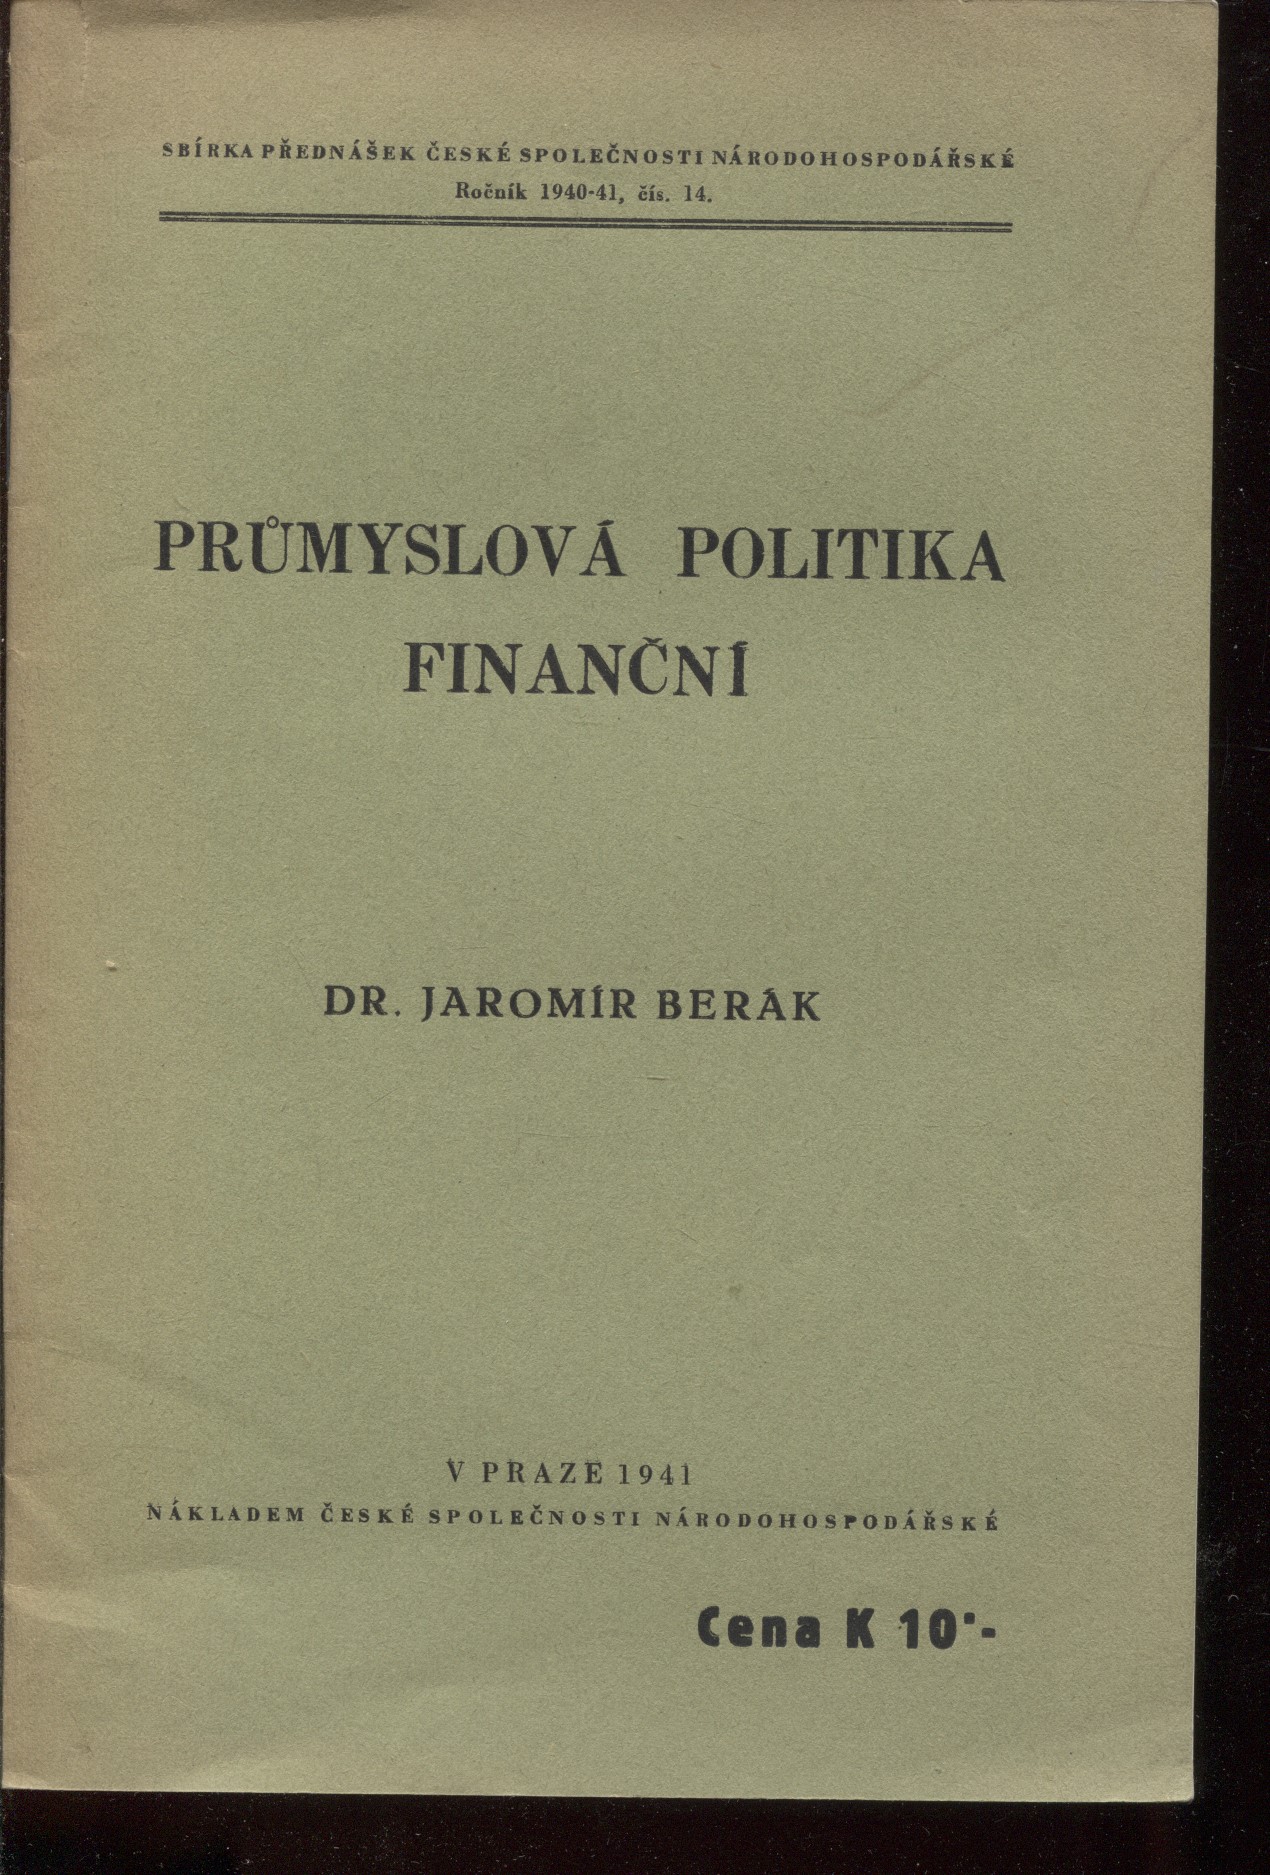 SBÍRKA PŘEDNÁŠEK ČESKÉ SPOLEČNOSTI NÁRODOHOSPODÁŘSKÉ
Ročník 1940-41, čís. 14.
PRŮMYSLOVÁ POLITIKA
FINANČNÍ
DR. JAROMÍR BERÁK
V PRAZE 1941
NÁKLADEM ČESKÉ SPOLEČNOSTI NÁRODOHOSPODÁŘSKÉ
Cena K 10·-